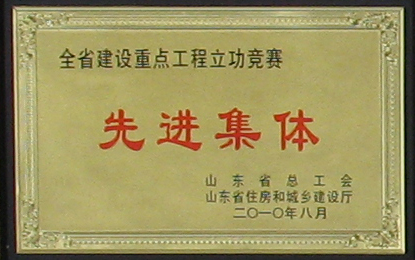 全省建设重点工程立功竞赛
先进集体
山东省总工会
山东省住房和城乡建设厅
二〇一〇年八月